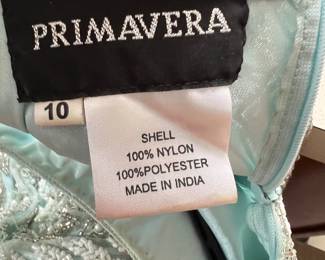 PRIMAVERA
10
SHELL
100% NYLON
100%POLYESTER
MADE IN INDIA